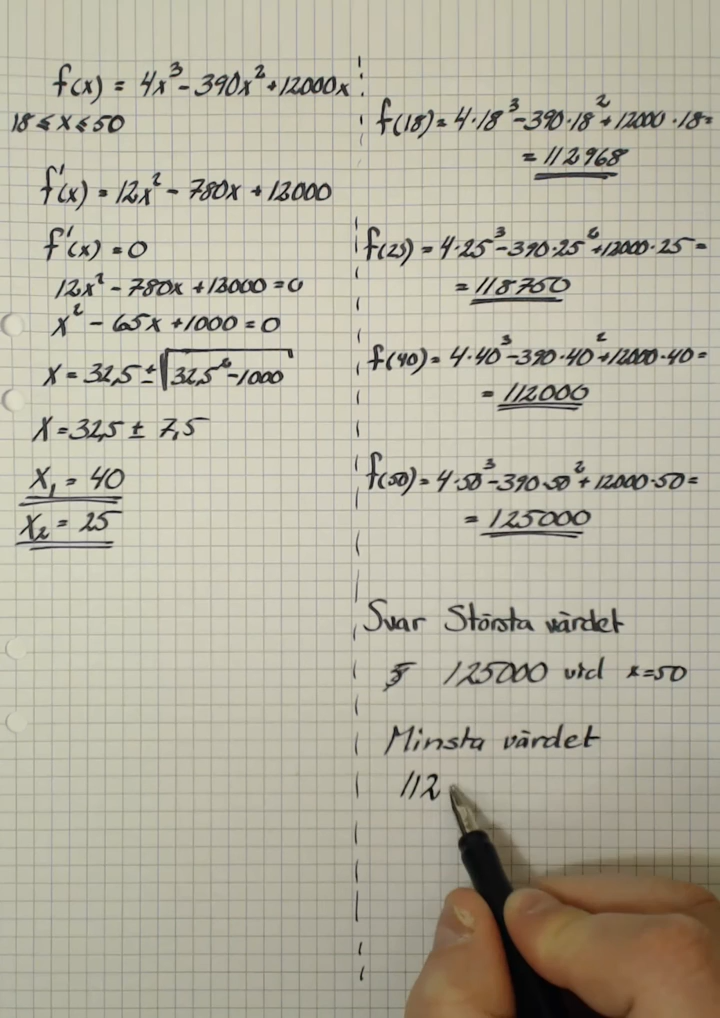 f(x) = 4x³ - 390x² + 12000x
18 ≤ x ≤ 50
f'(x) = 12x² - 780x + 12000
f'(x) = 0
12x² - 780x + 12000 = 0
x² - 65x + 1000 = 0
x = 32,5 ± √32,5² - 1000
x = 32,5 ± 7,5
x₁ = 40
x₂ = 25
f(18) = 4·18³ - 390·18² + 12000·18 =
= 112968
f(25) = 4·25³ - 390·25² + 12000·25 =
= 118750
f(40) = 4·40³ - 390·40² + 12000·40 =
= 112000
f(50) = 4·50³ - 390·50² + 12000·50 =
= 125000
Svar Största värdet
125000 vid x=50
Minsta värdet
112